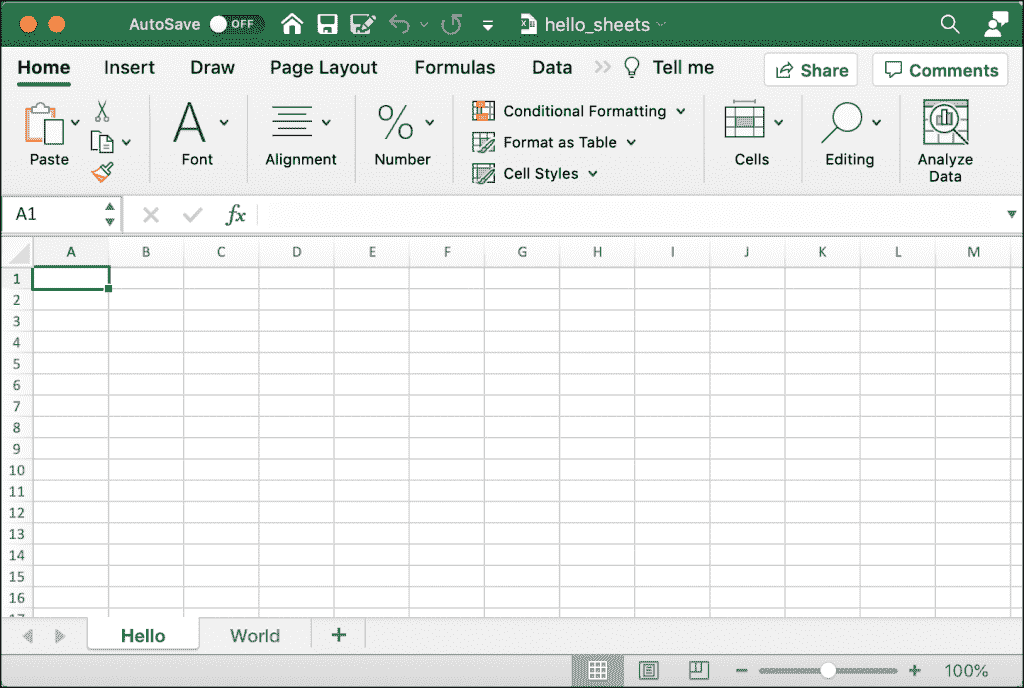 AutoSave OFF hello_sheets
Home Insert Draw Page Layout Formulas Data Tell me Share Comments
Paste Font Alignment Number Conditional Formatting
Format as Table
Cell Styles
Cells Editing Analyze
Data
A1 fx
A B C D E F G H I J K L M
1
2
3
4
5
6
7
8
9
10
11
12
13
14
15
16
17
Hello World +
100%